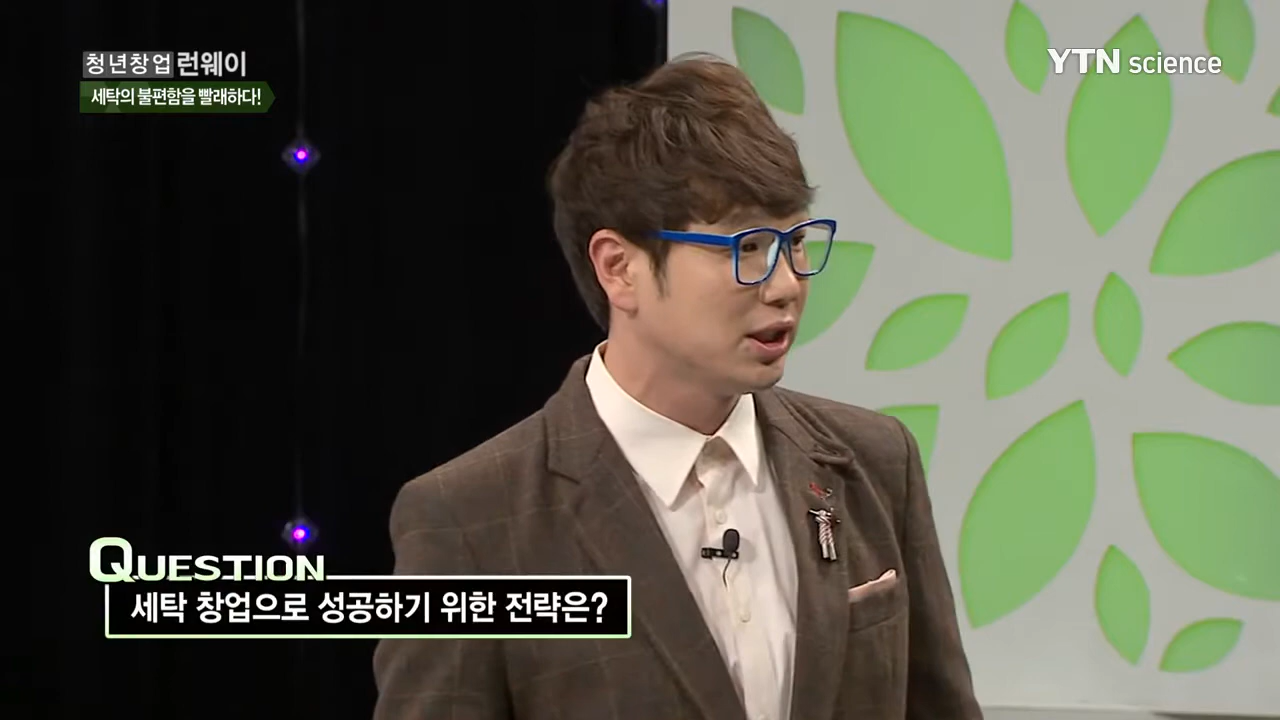 청년창업 런웨이
YTN science
세탁의 불편함을 빨래하다!
QUESTION
세탁 창업으로 성공하기 위한 전략은?